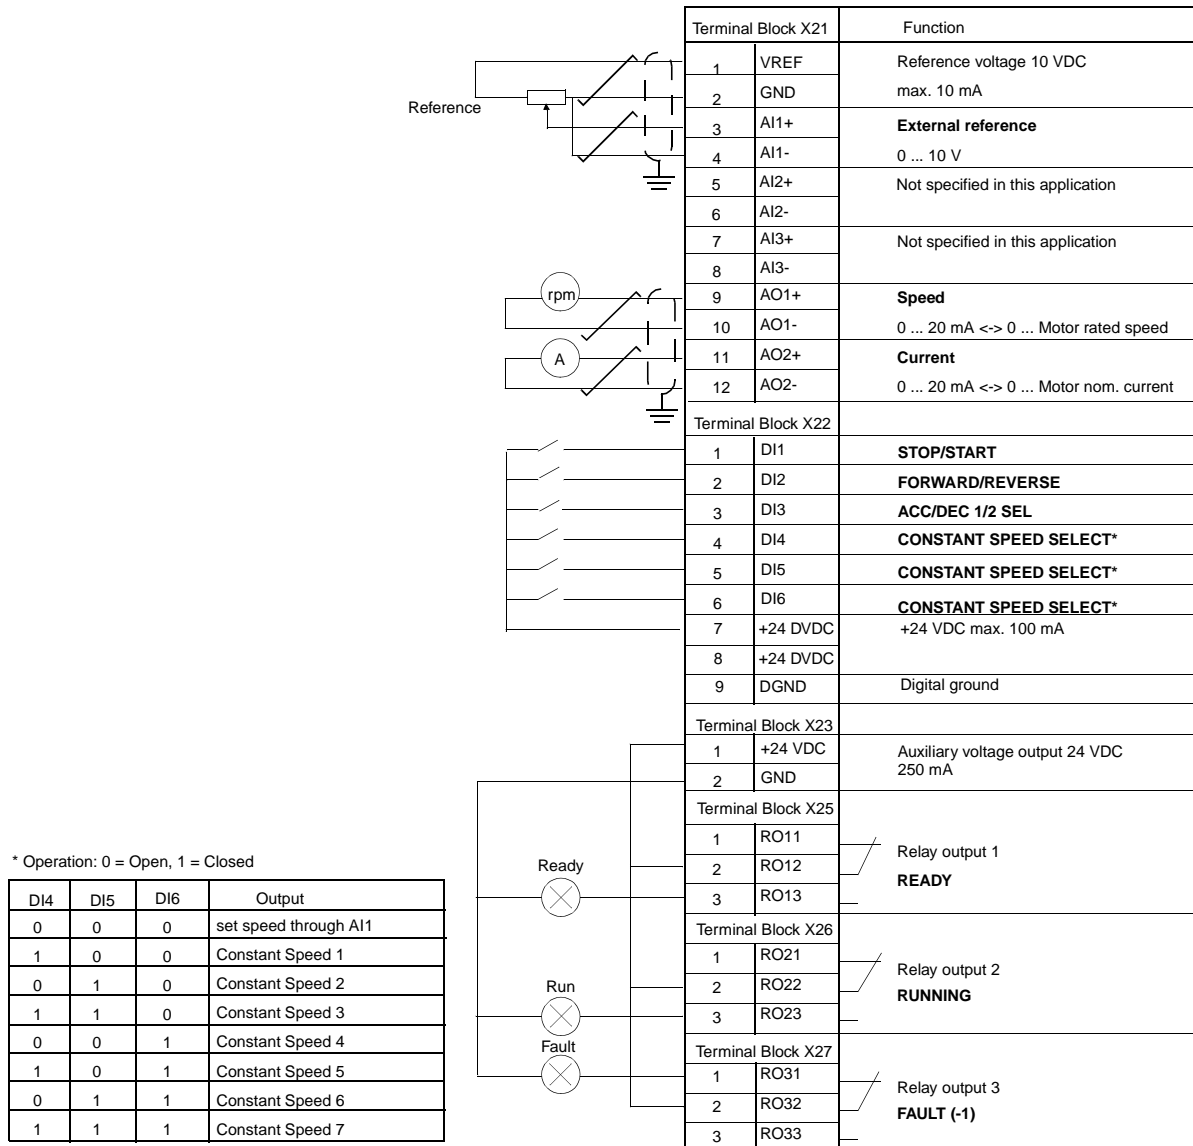 Terminal Block X21 Function
1 VREF Reference voltage 10 VDC
2 GND max. 10 mA
Reference
3 AI1+ External reference
4 AI1- 0 ... 10 V
5 AI2+ Not specified in this application
6 AI2-
7 AI3+ Not specified in this application
8 AI3-
rpm
9 AO1+ Speed
10 AO1- 0 ... 20 mA <-> 0 ... Motor rated speed
A
11 AO2+ Current
12 AO2- 0 ... 20 mA <-> 0 ... Motor nom. current
Terminal Block X22
1 DI1 STOP/START
2 DI2 FORWARD/REVERSE
3 DI3 ACC/DEC 1/2 SEL
4 DI4 CONSTANT SPEED SELECT*
5 DI5 CONSTANT SPEED SELECT*
6 DI6 CONSTANT SPEED SELECT*
7 +24 DVDC +24 VDC max. 100 mA
8 +24 DVDC
9 DGND Digital ground
Terminal Block X23
1 +24 VDC Auxiliary voltage output 24 VDC
2 GND 250 mA
Terminal Block X25
1 RO11 Relay output 1
Ready
2 RO12 READY
3 RO13
Terminal Block X26
1 RO21 Relay output 2
Run
2 RO22 RUNNING
3 RO23
Fault
Terminal Block X27
1 RO31 Relay output 3
2 RO32 FAULT (-1)
3 RO33
* Operation: 0 = Open, 1 = Closed
DI4 DI5 DI6 Output
0 0 0 set speed through AI1
1 0 0 Constant Speed 1
0 1 0 Constant Speed 2
1 1 0 Constant Speed 3
0 0 1 Constant Speed 4
1 0 1 Constant Speed 5
0 1 1 Constant Speed 6
1 1 1 Constant Speed 7